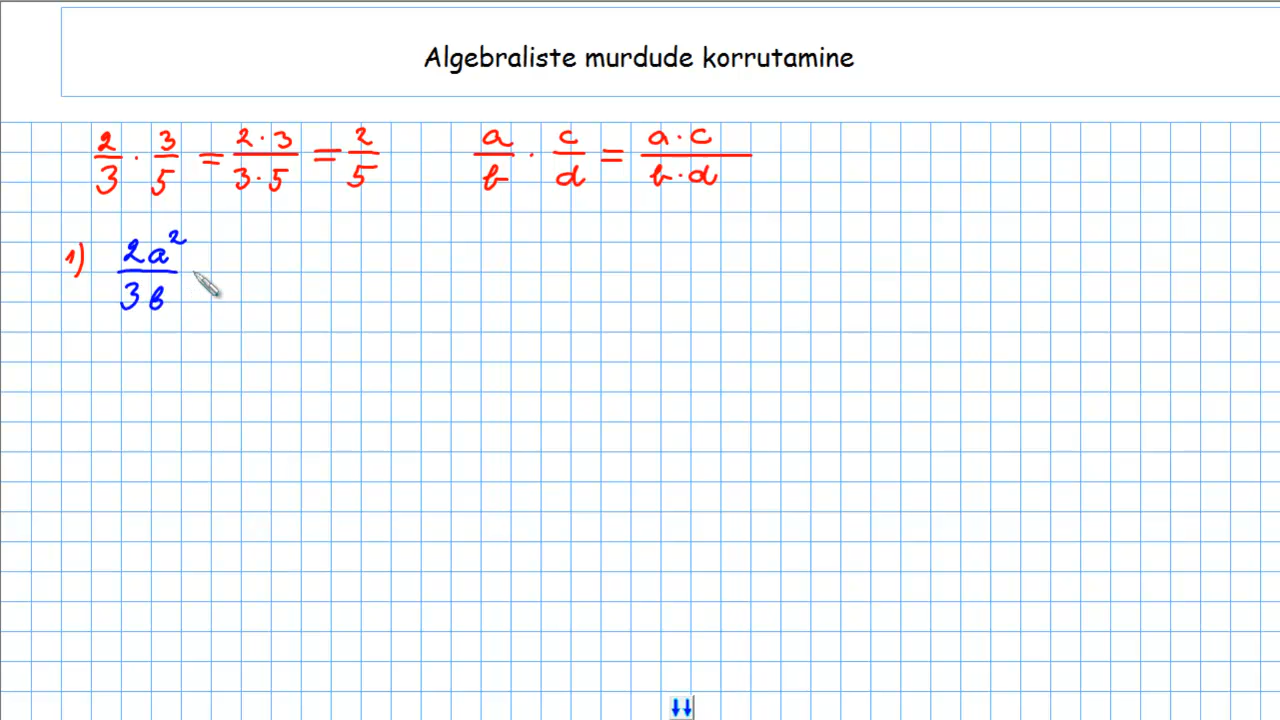 Algebraliste murdude korrutamine
2/3 · 3/5 = 2 · 3/3 · 5 = 2/5 a/b · c/d = a · c/b · d
1) 2a²/3b